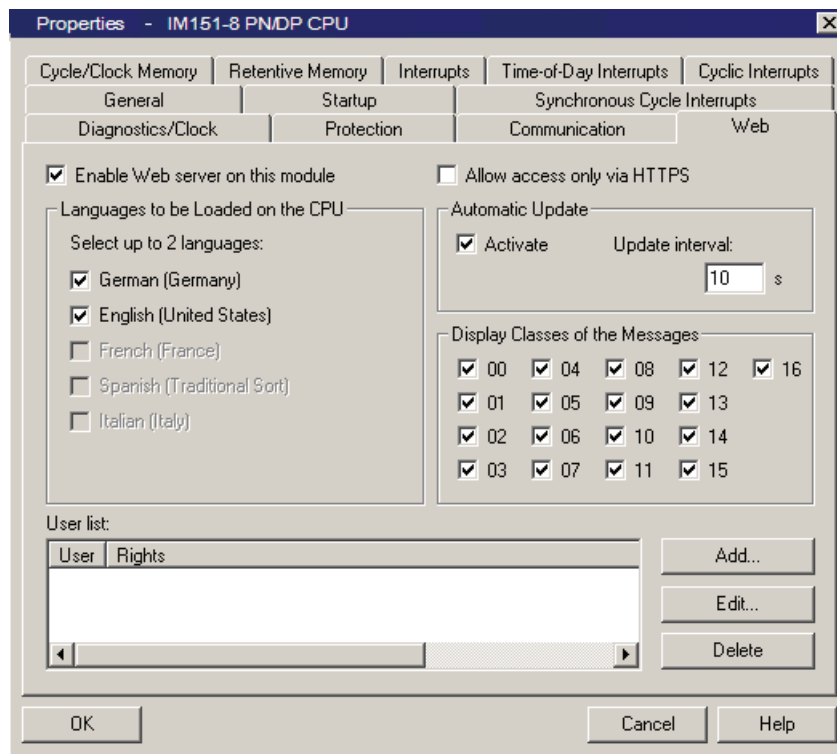 Properties - IM151-8 PN/DP CPU
Cycle/Clock Memory Retentive Memory Interrupts Time-of-Day Interrupts Cyclic Interrupts
General Startup Synchronous Cycle Interrupts
Diagnostics/Clock Protection Communication Web
Enable Web server on this module Allow access only via HTTPS
Languages to be Loaded on the CPU
Select up to 2 languages:
German (Germany)
English (United States)
French (France)
Spanish (Traditional Sort)
Italian (Italy)
Automatic Update
Activate Update interval:
10 s
Display Classes of the Messages
00 04 08 12 16
01 05 09 13
02 06 10 14
03 07 11 15
User list:
User Rights
Add...
Edit...
Delete
OK Cancel Help